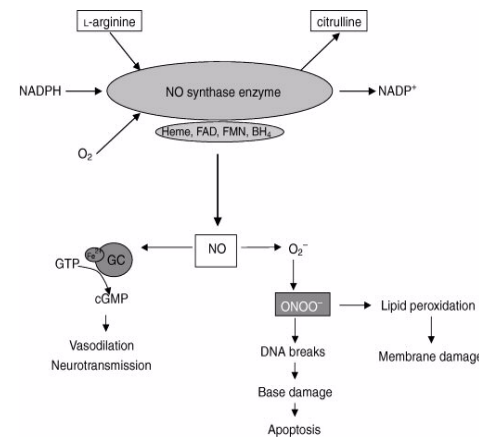 L-arginine
citrulline
NADPH
NO synthase enzyme
NADP⁺
Heme, FAD, FMN, BH₄
O₂
NO
O₂⁻
GC
GTP
cGMP
ONOO⁻
Lipid peroxidation
Vasodilation
Neurotransmission
DNA breaks
Membrane damage
Base damage
Apoptosis